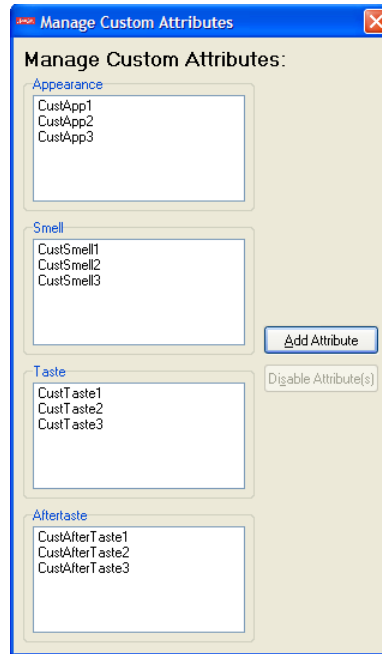 Manage Custom Attributes
Manage Custom Attributes:
Appearance
CustApp1
CustApp2
CustApp3
Smell
CustSmell1
CustSmell2
CustSmell3
Add Attribute
Taste
Disable Attribute(s)
CustTaste1
CustTaste2
CustTaste3
Aftertaste
CustAfterTaste1
CustAfterTaste2
CustAfterTaste3